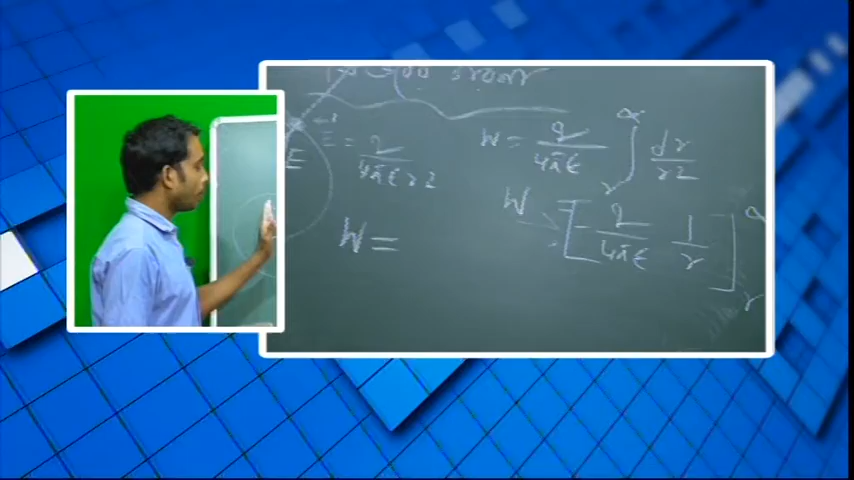 E = q / 4πε r2
E
W = q / 4πε ∫ r α dr / r2
W = [ - q / 4πε 1 / r ] α r
W =